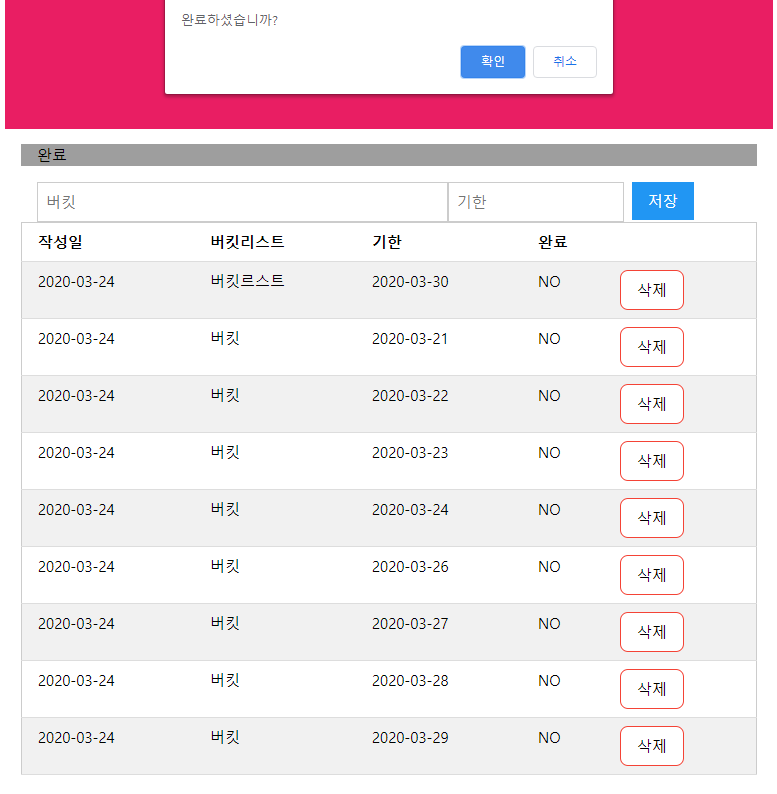 완료하셨습니까?
확인 취소
완료
버킷 기한 저장
작성일 버킷리스트 기한 완료
2020-03-24 버킷르스트 2020-03-30 NO 삭제
2020-03-24 버킷 2020-03-21 NO 삭제
2020-03-24 버킷 2020-03-22 NO 삭제
2020-03-24 버킷 2020-03-23 NO 삭제
2020-03-24 버킷 2020-03-24 NO 삭제
2020-03-24 버킷 2020-03-26 NO 삭제
2020-03-24 버킷 2020-03-27 NO 삭제
2020-03-24 버킷 2020-03-28 NO 삭제
2020-03-24 버킷 2020-03-29 NO 삭제